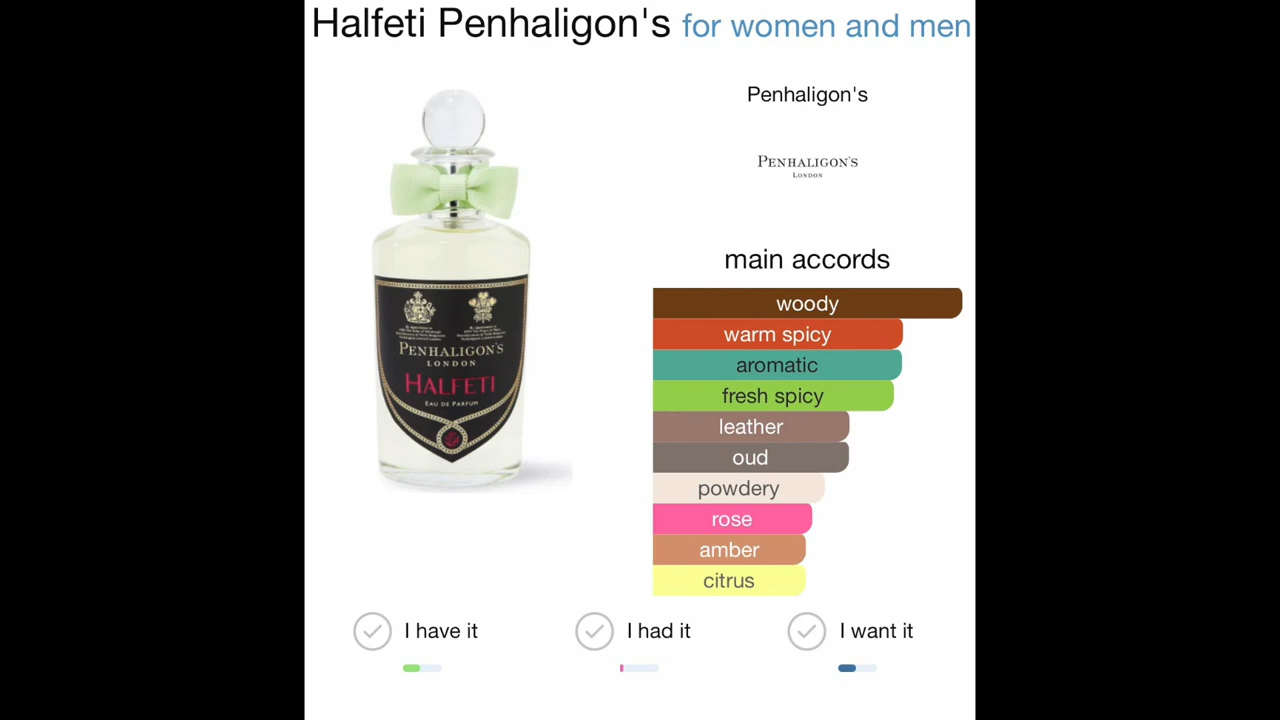 Halfeti Penhaligon's for women and men
Penhaligon's
PENHALIGON'S
LONDON
main accords
woody
warm spicy
aromatic
fresh spicy
leather
oud
powdery
rose
amber
citrus
PENHALIGON'S
LONDON
HALFETI
EAU DE PARFUM
I have it
I had it
I want it